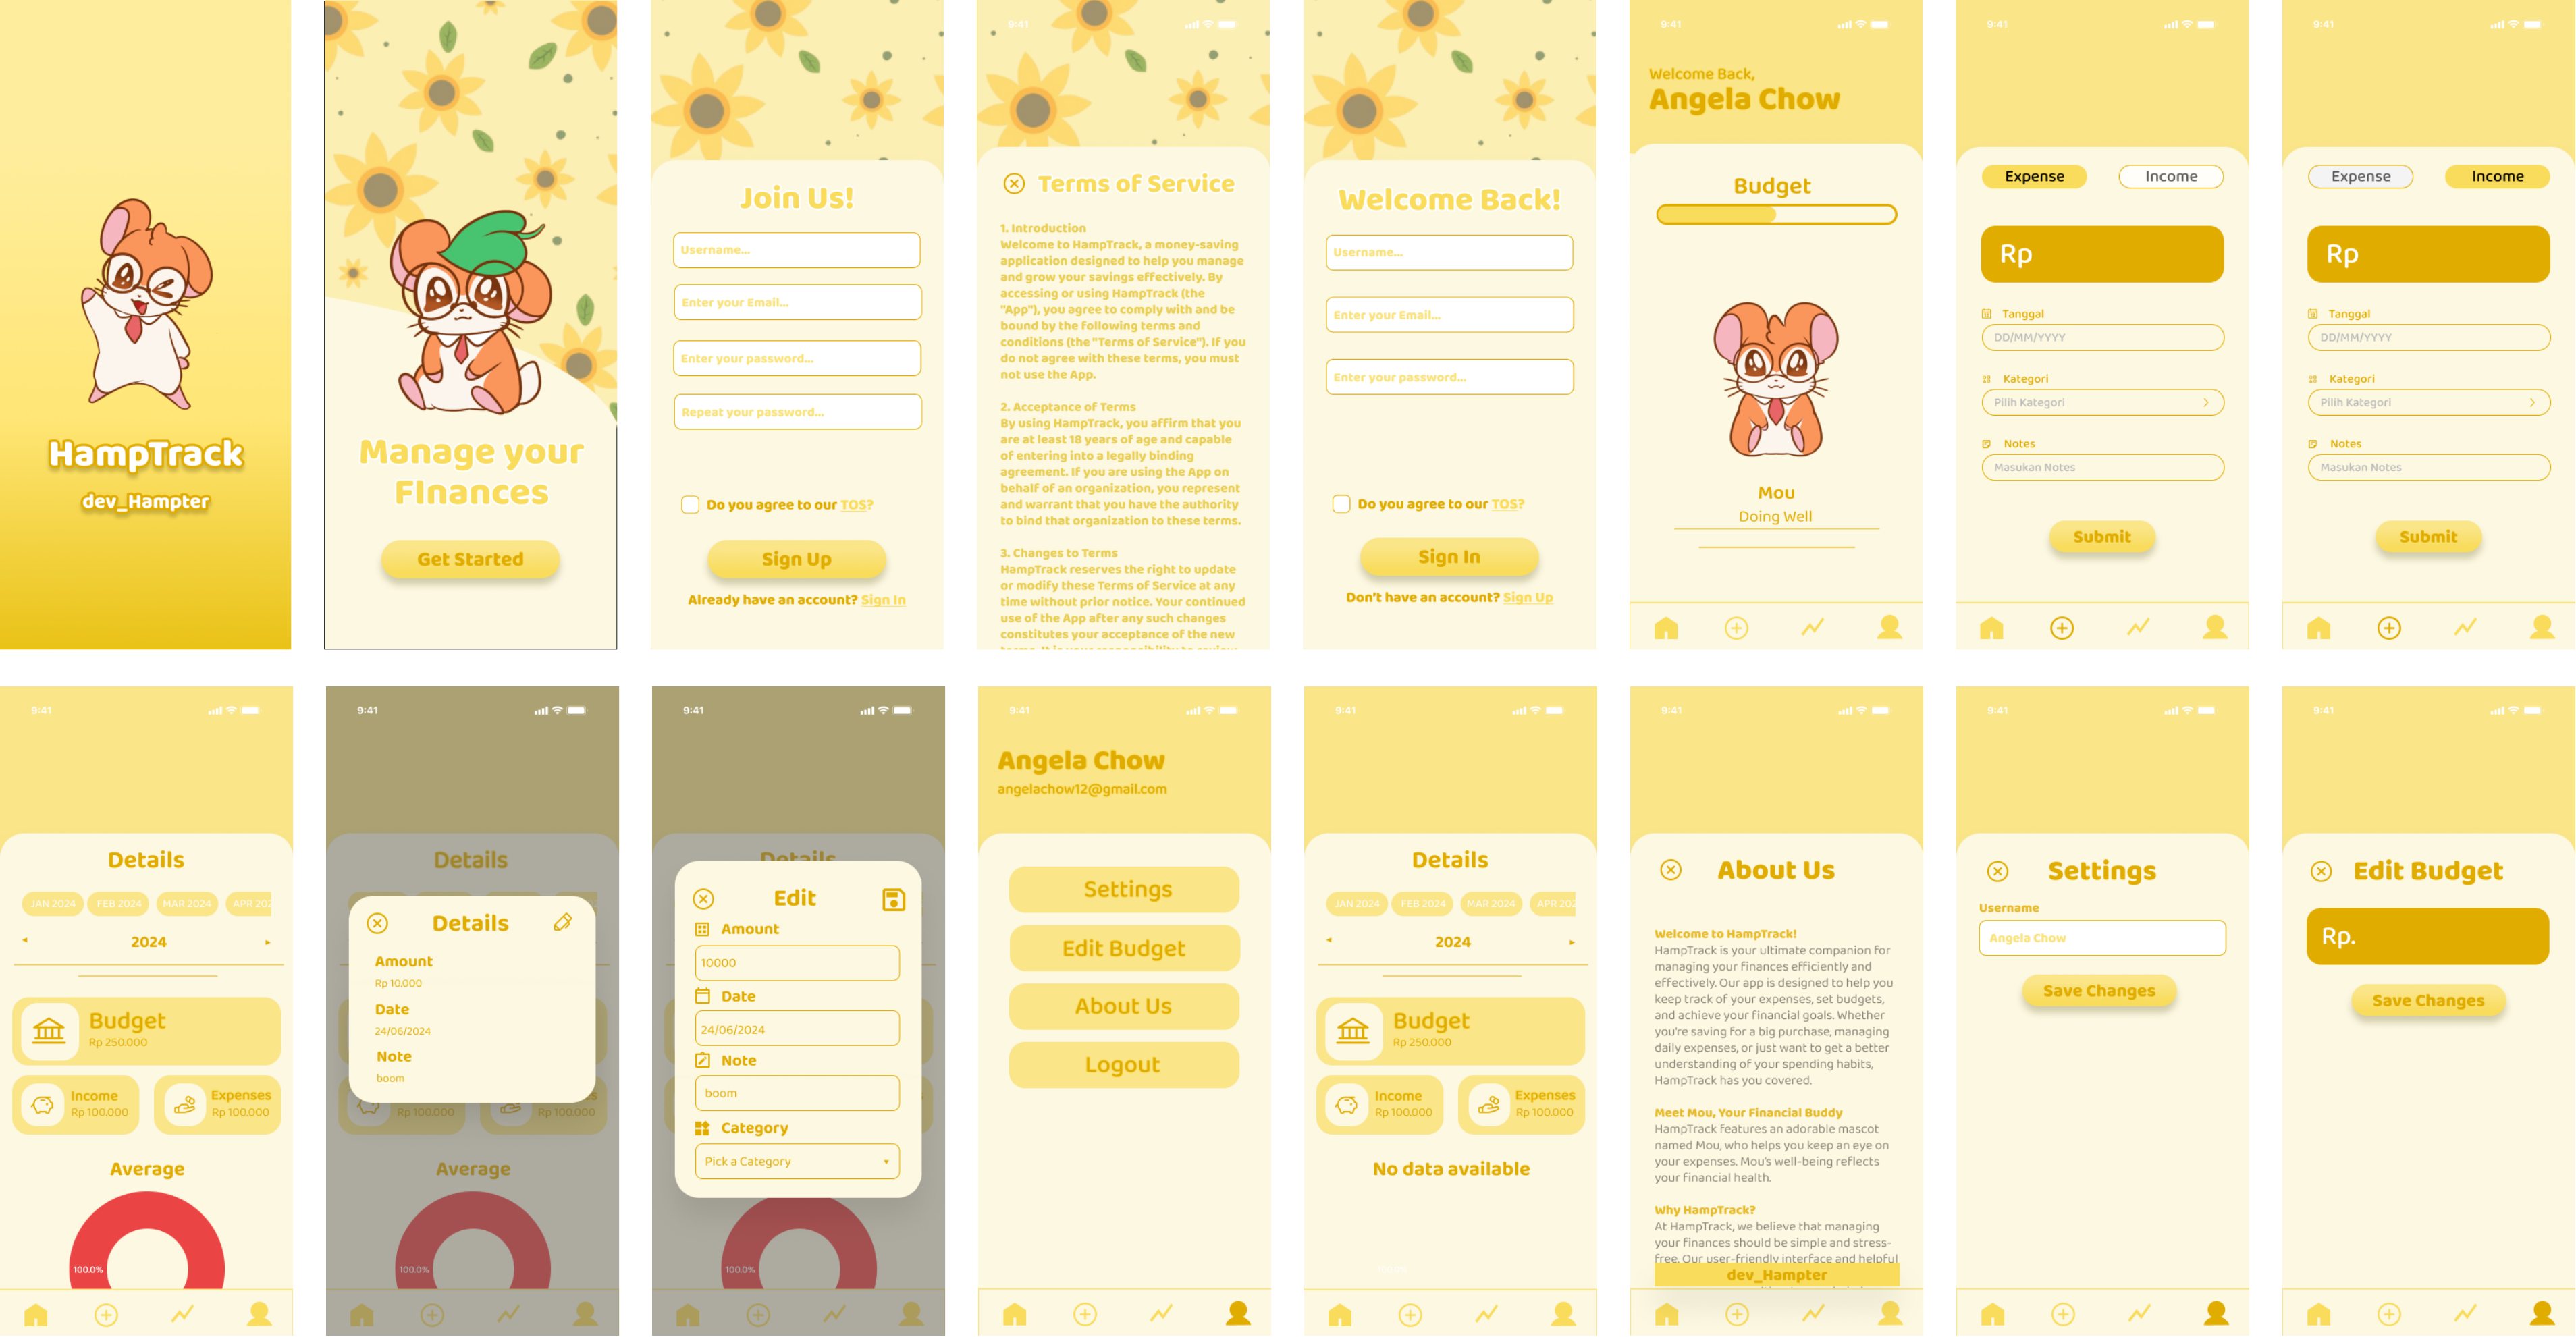 HampTrack
dev_Hampter
Manage your
FInances
Get Started
Join Us!
Username...
Enter your Email...
Enter your password...
Repeat your password...
Do you agree to our TOS?
Sign Up
Already have an account? Sign In
9:41
Terms of Service
1. Introduction
Welcome to HampTrack, a money-saving
application designed to help you manage
and grow your savings effectively. By
accessing or using HampTrack (the
"App"), you agree to comply with and be
bound by the following terms and
conditions (the "Terms of Service"). If you
do not agree with these terms, you must
not use the App.
2. Acceptance of Terms
By using HampTrack, you affirm that you
are at least 18 years of age and capable
of entering into a legally binding
agreement. If you are using the App on
behalf of an organization, you represent
and warrant that you have the authority
to bind that organization to these terms.
3. Changes to Terms
HampTrack reserves the right to update
or modify these Terms of Service at any
time without prior notice. Your continued
use of the App after any such changes
constitutes your acceptance of the new
terms. It is your responsibility to review
Welcome Back!
Username...
Enter your Email...
Enter your password...
Do you agree to our TOS?
Sign In
Don't have an account? Sign Up
9:41
Welcome Back,
Angela Chow
Budget
Mou
Doing Well
9:41
Expense
Income
Rp
Tanggal
DD/MM/YYYY
Kategori
Pilih Kategori
Notes
Masukan Notes
Submit
9:41
Expense
Income
Rp
Tanggal
DD/MM/YYYY
Kategori
Pilih Kategori
Notes
Masukan Notes
Submit
9:41
Details
JAN 2024 FEB 2024 MAR 2024 APR 202
2024
Budget
Rp 250.000
Income
Rp 100.000
Expenses
Rp 100.000
Average
100.0%
9:41
Details
Details
Amount
Rp 10.000
Date
24/06/2024
Note
boom
Rp 100.000
Rp 100.000
Average
100.0%
9:41
Details
Edit
Amount
10000
Date
24/06/2024
Note
boom
Category
Pick a Category
100.0%
9:41
Angela Chow
angelachow12@gmail.com
Settings
Edit Budget
About Us
Logout
9:41
Details
JAN 2024 FEB 2024 MAR 2024 APR 202
2024
Budget
Rp 250.000
Income
Rp 100.000
Expenses
Rp 100.000
No data available
9:41
About Us
Welcome to HampTrack!
HampTrack is your ultimate companion for
managing your finances efficiently and
effectively. Our app is designed to help you
keep track of your expenses, set budgets,
and achieve your financial goals. Whether
you're saving for a big purchase, managing
daily expenses, or just want to get a better
understanding of your spending habits,
HampTrack has you covered.
Meet Mou, Your Financial Buddy
HampTrack features an adorable mascot
named Mou, who helps you keep an eye on
your expenses. Mou's well-being reflects
your financial health.
Why HampTrack?
At HampTrack, we believe that managing
your finances should be simple and stress-
free. Our user-friendly interface and helpful
dev_Hampter
9:41
Settings
Username
Angela Chow
Save Changes
9:41
Edit Budget
Rp.
Save Changes